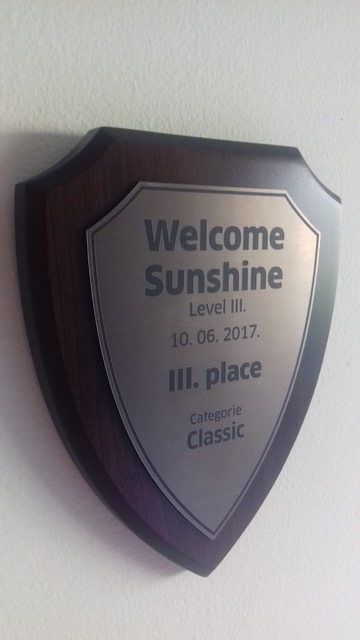 Welcome
Sunshine
Level III.
10. 06. 2017.
III. place
Categorie
Classic